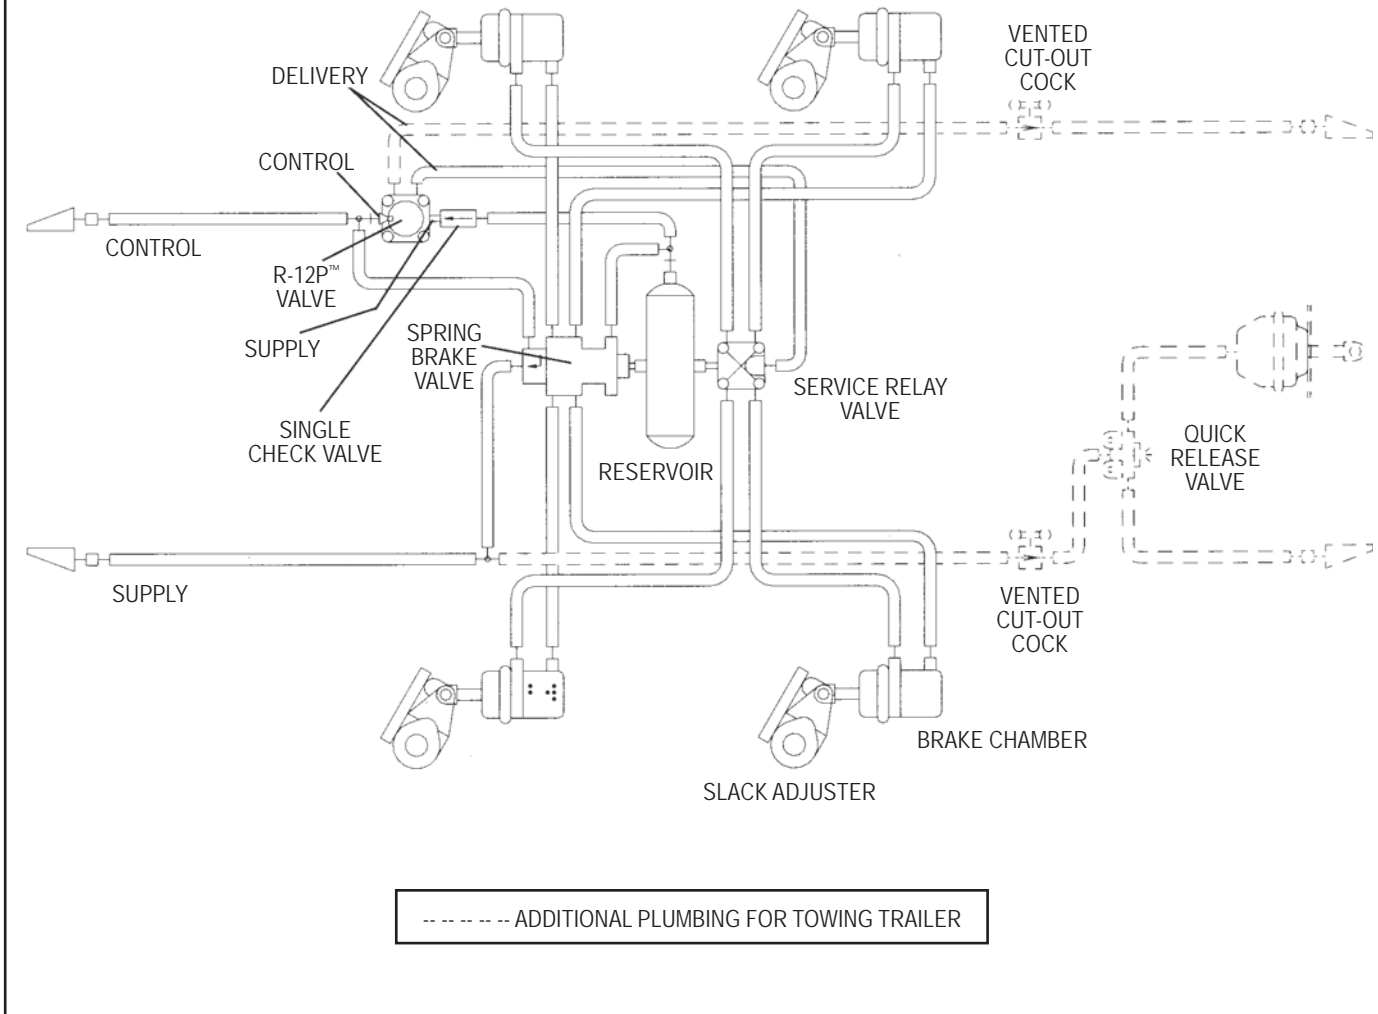 VENTED
CUT-OUT
COCK
DELIVERY
CONTROL
CONTROL
R-12P™
VALVE
SUPPLY
SPRING
BRAKE
VALVE
SINGLE
CHECK VALVE
RESERVOIR
SERVICE RELAY
VALVE
QUICK
RELEASE
VALVE
SUPPLY
VENTED
CUT-OUT
COCK
BRAKE CHAMBER
SLACK ADJUSTER
-- -- -- -- -- ADDITIONAL PLUMBING FOR TOWING TRAILER